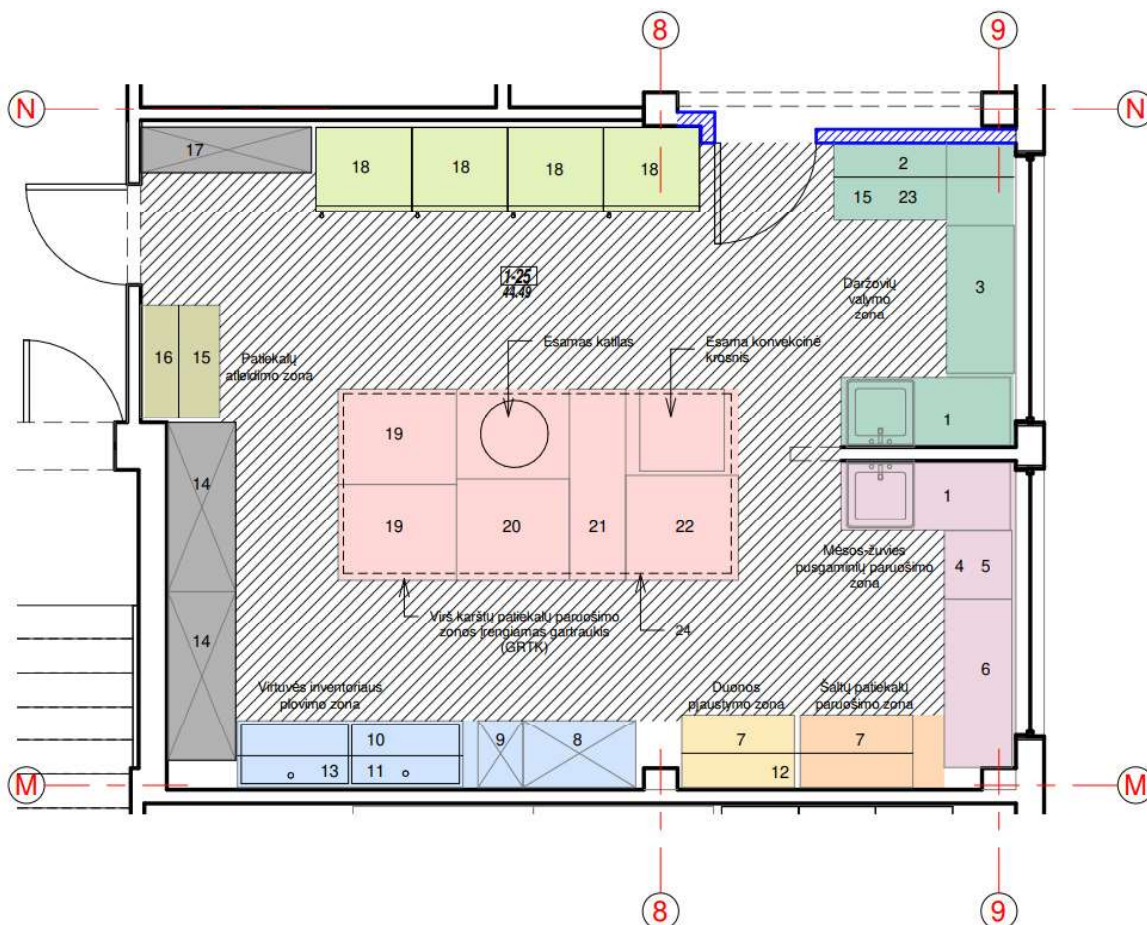 8
9
N
N
17
18
18
18
18
2
15
23
1-25
44.49
3
Daržovių
valymo
zona
16
15
Patiekalų
atleidimo zona
Esamas katilas
Esama konvekcinė
krosnis
19
1
14
1
19
20
21
22
Mėsos-žuvies
pusgaminių paruošimo
zona
4
5
Virš karštų patiekalų paruošimo
zonos įrengiamas gartraukis
(GRTK)
24
14
6
Virtuvės inventoriaus
plovimo zona
Duonos
pjaustymo zona
Šaltų patiekalų
paruošimo zona
10
9
8
7
7
13
11
12
M
M
8
9